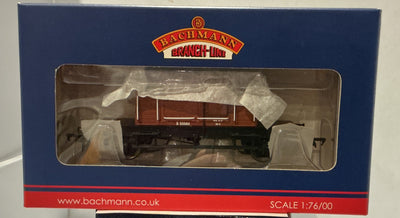 BACHMANN
BRANCH-LINE
www.bachmann.co.uk
SCALE 1:76/00